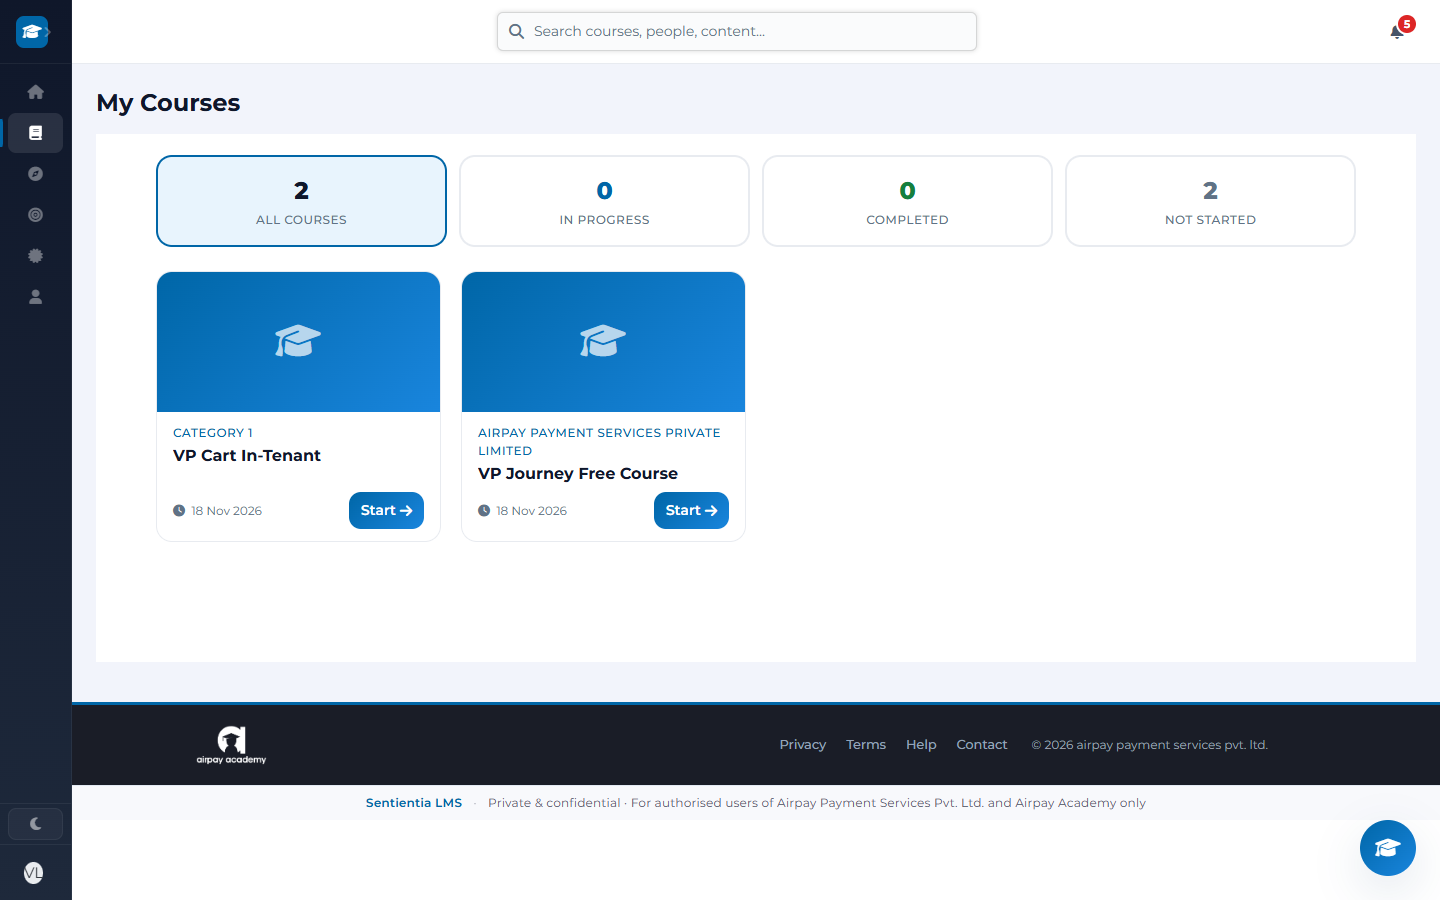 Search courses, people, content...
5
My Courses
2
ALL COURSES
0
IN PROGRESS
0
COMPLETED
2
NOT STARTED
CATEGORY 1
VP Cart In-Tenant
18 Nov 2026
Start
AIRPAY PAYMENT SERVICES PRIVATE
LIMITED
VP Journey Free Course
18 Nov 2026
Start
airpay academy
Privacy
Terms
Help
Contact
© 2026 airpay payment services pvt. ltd.
Sentientia LMS · Private & confidential · For authorised users of Airpay Payment Services Pvt. Ltd. and Airpay Academy only
VL